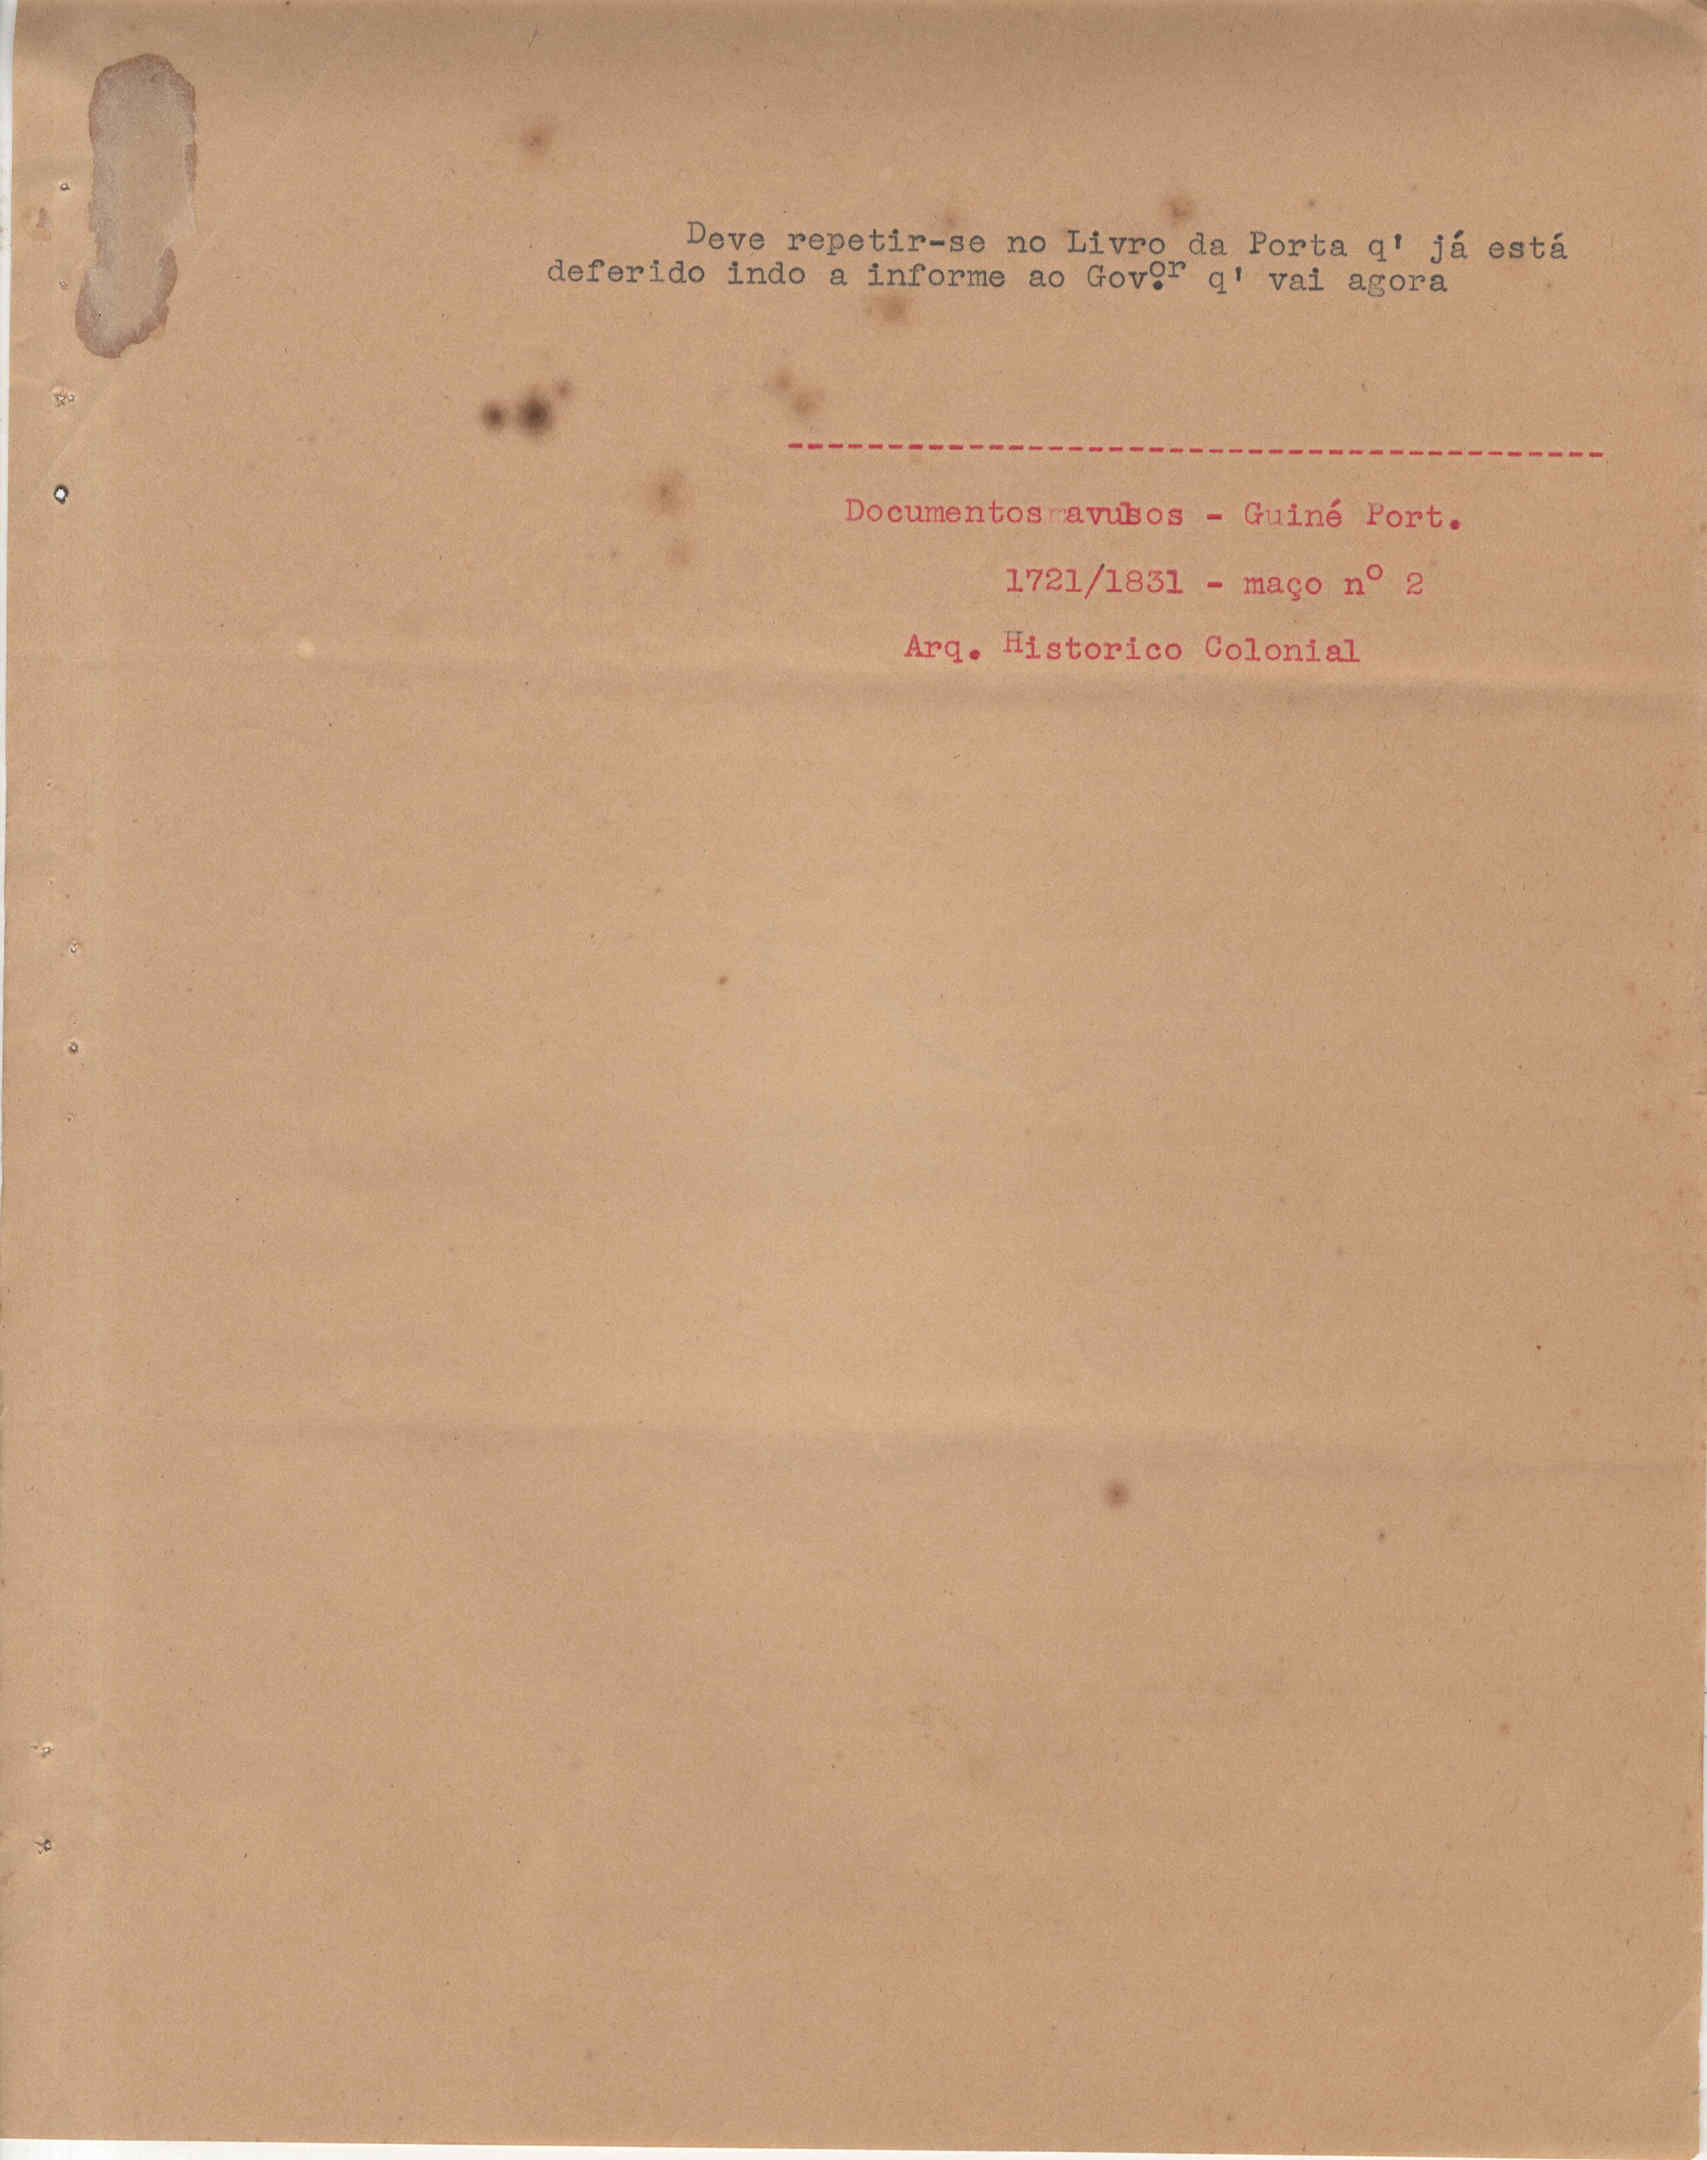 Deve repetir-se no Livro da Porta q' já está
deferido indo a informe ao Gov.ᵒʳ q' vai agora
-----------------------------------------
Documentos avulsos - Guiné Port.
1721/1831 - maço nº 2
Arq. Historico Colonial